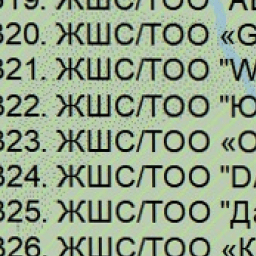 319. ЖШС/ТОО "AL
320. ЖШС/ТОО «G
321. ЖШС/ТОО "W
322. ЖШС/ТОО "Ю
323. ЖШС/ТОО «О
324. ЖШС/ТОО "D
325. ЖШС/ТОО "Да
326. ЖШС/ТОО «К